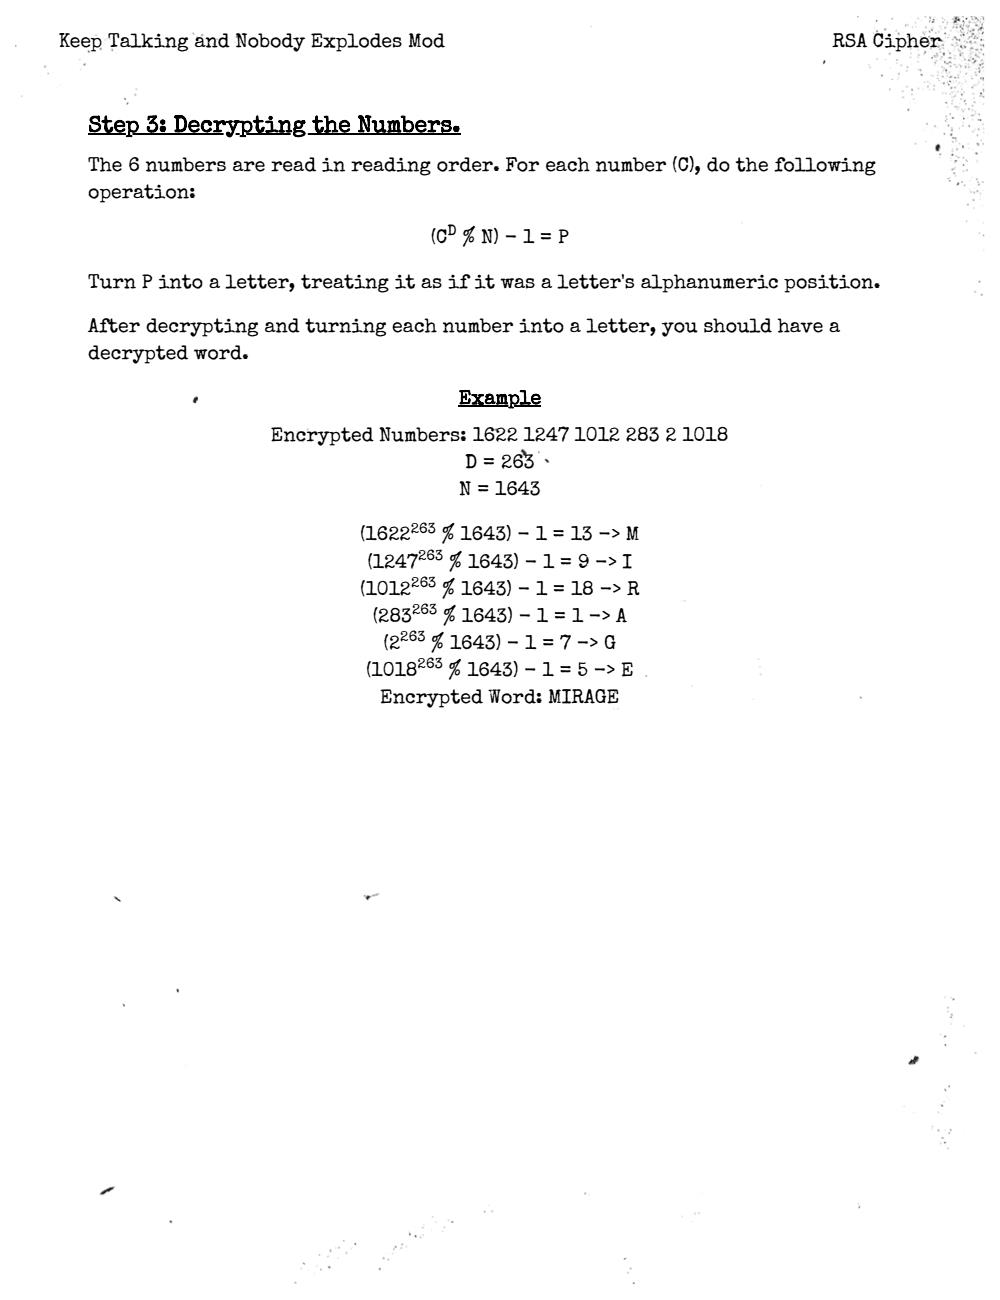 Keep Talking and Nobody Explodes Mod
RSA Cipher
Step 3: Decrypting the Numbers.
The 6 numbers are read in reading order. For each number (C), do the following
operation:
(C^D % N) – 1 = P
Turn P into a letter, treating it as if it was a letter's alphanumeric position.
After decrypting and turning each number into a letter, you should have a
decrypted word.
Example
Encrypted Numbers: 1622 1247 1012 283 2 1018
D = 263
N = 1643
(1622^263 % 1643) – 1 = 13 –> M
(1247^263 % 1643) – 1 = 9 –> I
(1012^263 % 1643) – 1 = 18 –> R
(283^263 % 1643) – 1 = 1 –> A
(2^263 % 1643) – 1 = 7 –> G
(1018^263 % 1643) – 1 = 5 –> E
Encrypted Word: MIRAGE